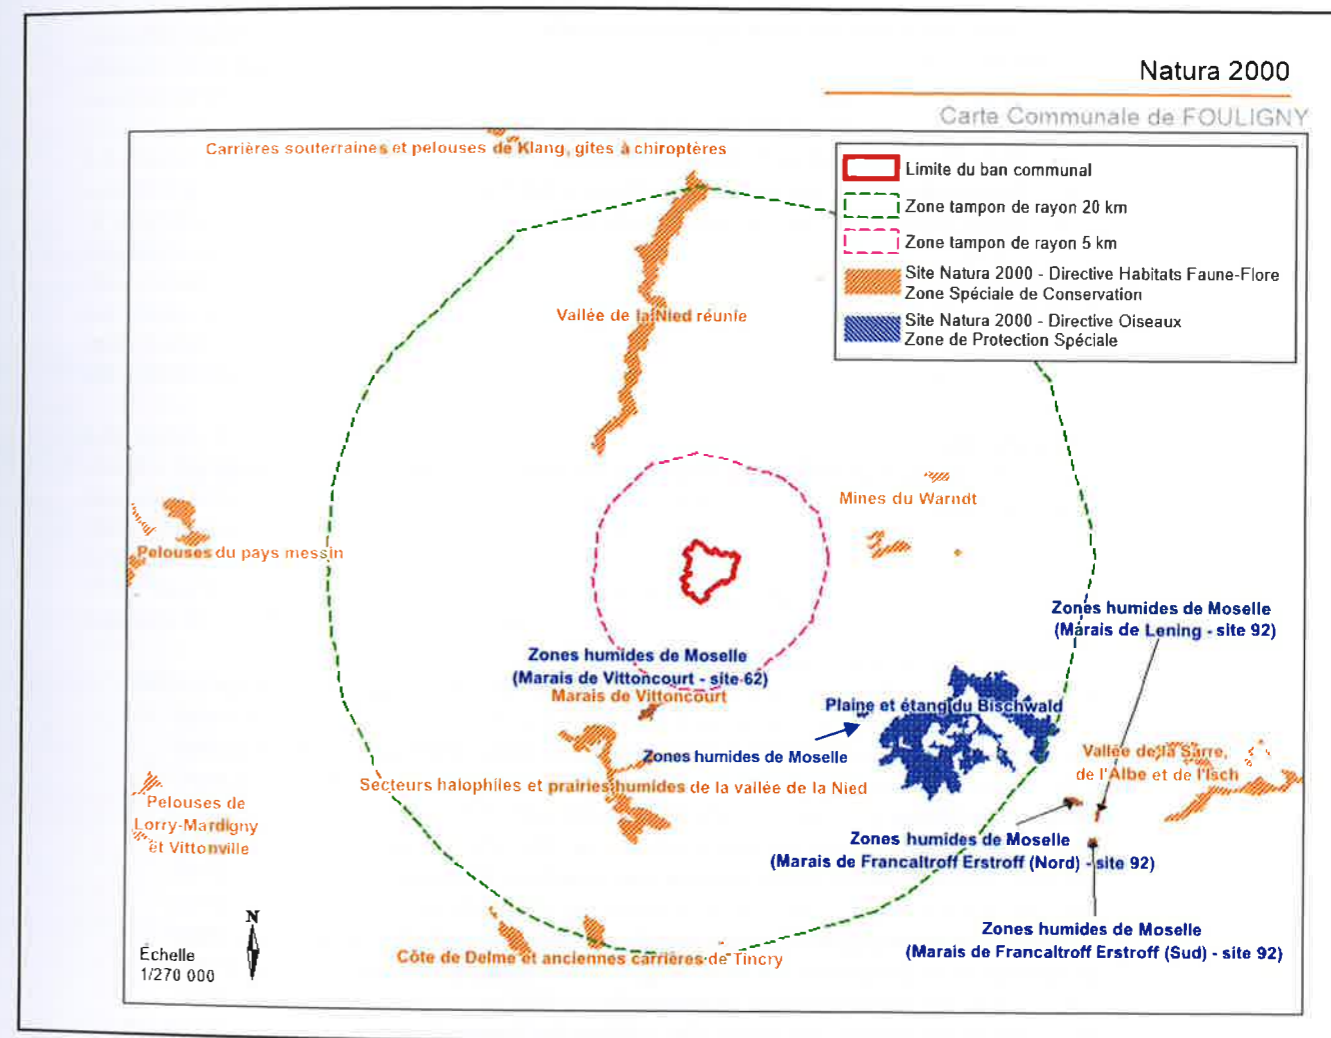 Natura 2000
Carte Communale de FOULIGNY
Carrières souterraines et pelouses de Klang, gîtes à chiroptères
Limite du ban communal
Zone tampon de rayon 20 km
Zone tampon de rayon 5 km
Site Natura 2000 - Directive Habitats Faune-Flore
Zone Spéciale de Conservation
Site Natura 2000 - Directive Oiseaux
Zone de Protection Spéciale
Vallée de la Nied réunie
Mines du Warndt
Pelouses du pays messin
Zones humides de Moselle
(Marais de Lening - site 92)
Zones humides de Moselle
(Marais de Vittoncourt - site 62)
Marais de Vittoncourt
Plaine et étang du Bischwald
Zones humides de Moselle
Vallée de la Sarre,
de l'Albe et de l'Isch
Secteurs halophiles et prairies humides de la vallée de la Nied
Pelouses de
Lorry-Mardigny
et Vittonville
Zones humides de Moselle
(Marais de Francaltroff Erstroff (Nord) - site 92)
Zones humides de Moselle
(Marais de Francaltroff Erstroff (Sud) - site 92)
N
Échelle
1/270 000
Côte de Delme et anciennes carrières de Tincry